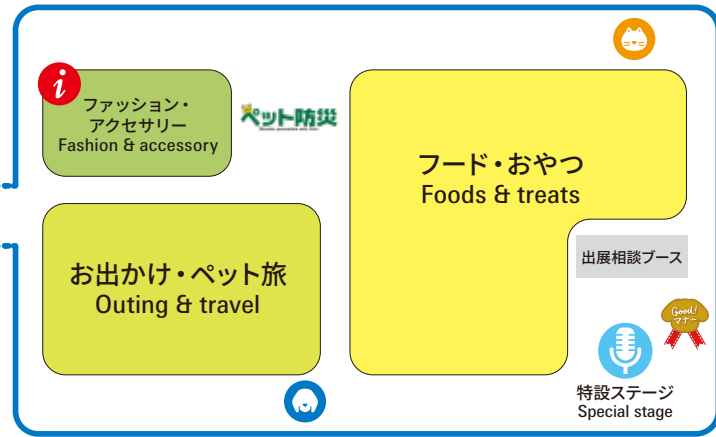 i
ファッション・
アクセサリー
Fashion & accessory
ペット防災
フード・おやつ
Foods & treats
お出かけ・ペット旅
Outing & travel
出展相談ブース
Good!
マナー
特設ステージ
Special stage